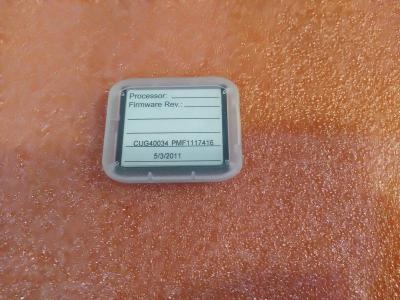 Processor:
Firmware Rev.:
CUG40034 PMF1117416
5/3/2011